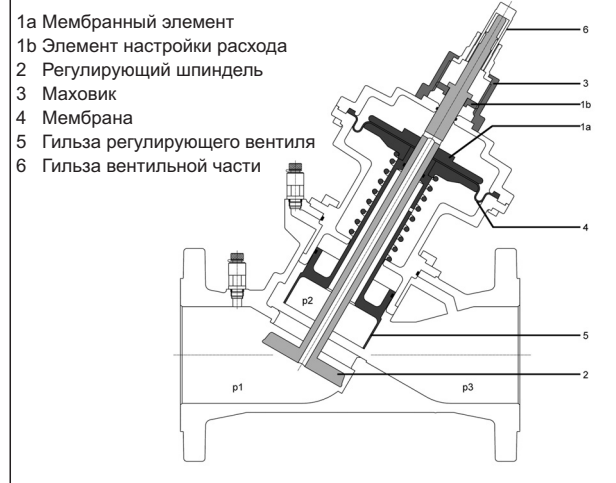 1a Мембранный элемент
1b Элемент настройки расхода
2 Регулирующий шпиндель
3 Маховик
4 Мембрана
5 Гильза регулирующего вентиля
6 Гильза вентильной части
6
3
1b
1a
4
p2
5
2
p1
p3